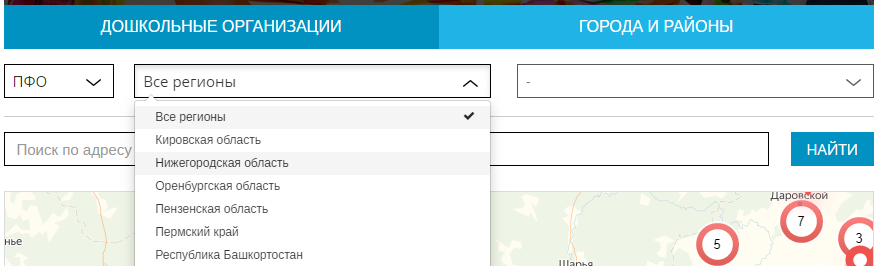 ДОШКОЛЬНЫЕ ОРГАНИЗАЦИИ ГОРОДА И РАЙОНЫ
ПФО Все регионы -
Все регионы
Кировская область
Поиск по адресу НАЙТИ
Нижегородская область
Оренбургская область
Даровской
Пензенская область
7
Пермский край
3
5
нье
Республика Башкортостан
Шарья